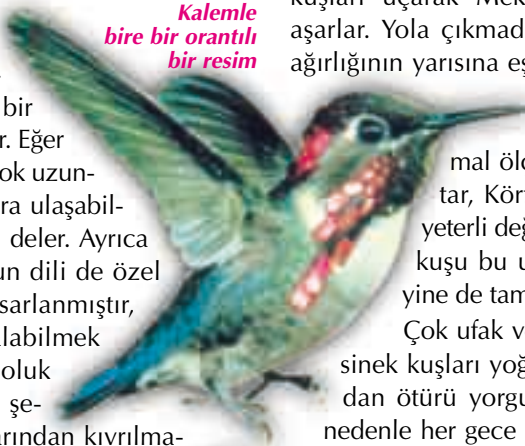 Kalemle
bire bir orantılı
bir resim
bir
r. Eğer
ok uzun-
ra ulaşabil-
deler. Ayrıca
un dili de özel
sarlanmıştır,
labilmek
oluk
şe-
arından kıvrılma-
kuşları uçarak Mek
aşarlar. Yola çıkmad
ağırlığının yarısına eş
mal ölç
tar, Kör
yeterli değ
kuşu bu u
yine de tam
Çok ufak v
sinek kuşları yoğ
dan ötürü yorgu
nedenle her gece